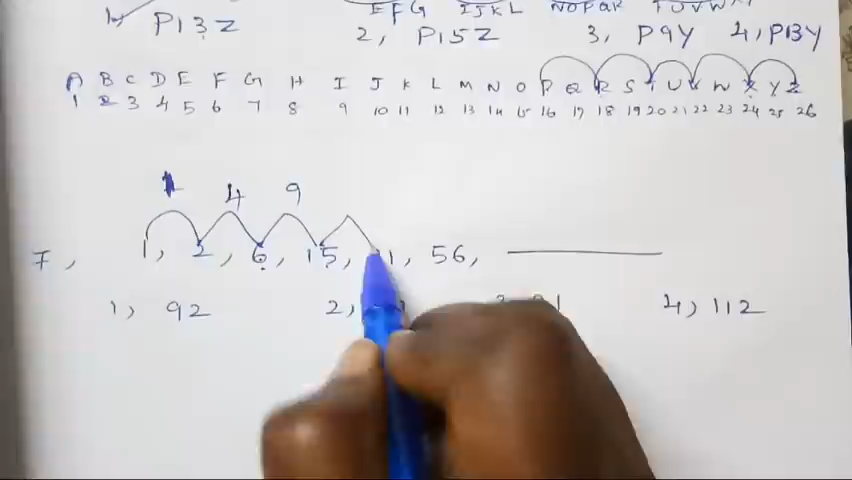 EFG IJKL NOPQR TUVW
1, P13Z 2, P15Z 3, P9Y 4, P13Y
A B C D E F G H I J K L M N O P Q R S T U V W X Y Z
1 2 3 4 5 6 7 8 9 10 11 12 13 14 15 16 17 18 19 20 21 22 23 24 25 26
1 4 9
7, 1, 2, 6, 15, 56,
1) 92 2, 4) 112